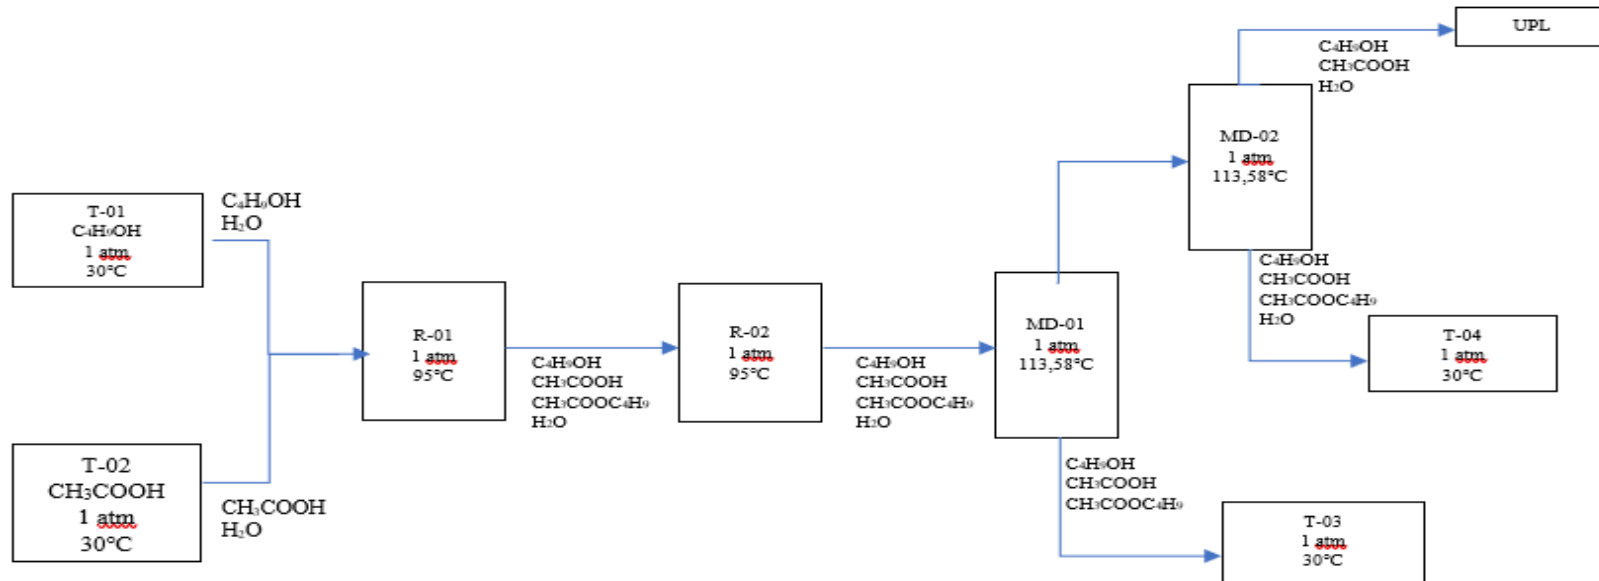 UPL
C₄H₉OH
CH₃COOH
H₂O
MD-02
1 atm
113,58°C
T-01
C₄H₉OH
1 atm
30°C
C₄H₉OH
H₂O
C₄H₉OH
CH₃COOH
CH₃COOC₄H₉
H₂O
R-01
1 atm
95°C
C₄H₉OH
CH₃COOH
CH₃COOC₄H₉
H₂O
R-02
1 atm
95°C
C₄H₉OH
CH₃COOH
CH₃COOC₄H₉
H₂O
MD-01
1 atm
113,58°C
T-04
1 atm
30°C
T-02
CH₃COOH
1 atm
30°C
CH₃COOH
H₂O
C₄H₉OH
CH₃COOH
CH₃COOC₄H₉
T-03
1 atm
30°C